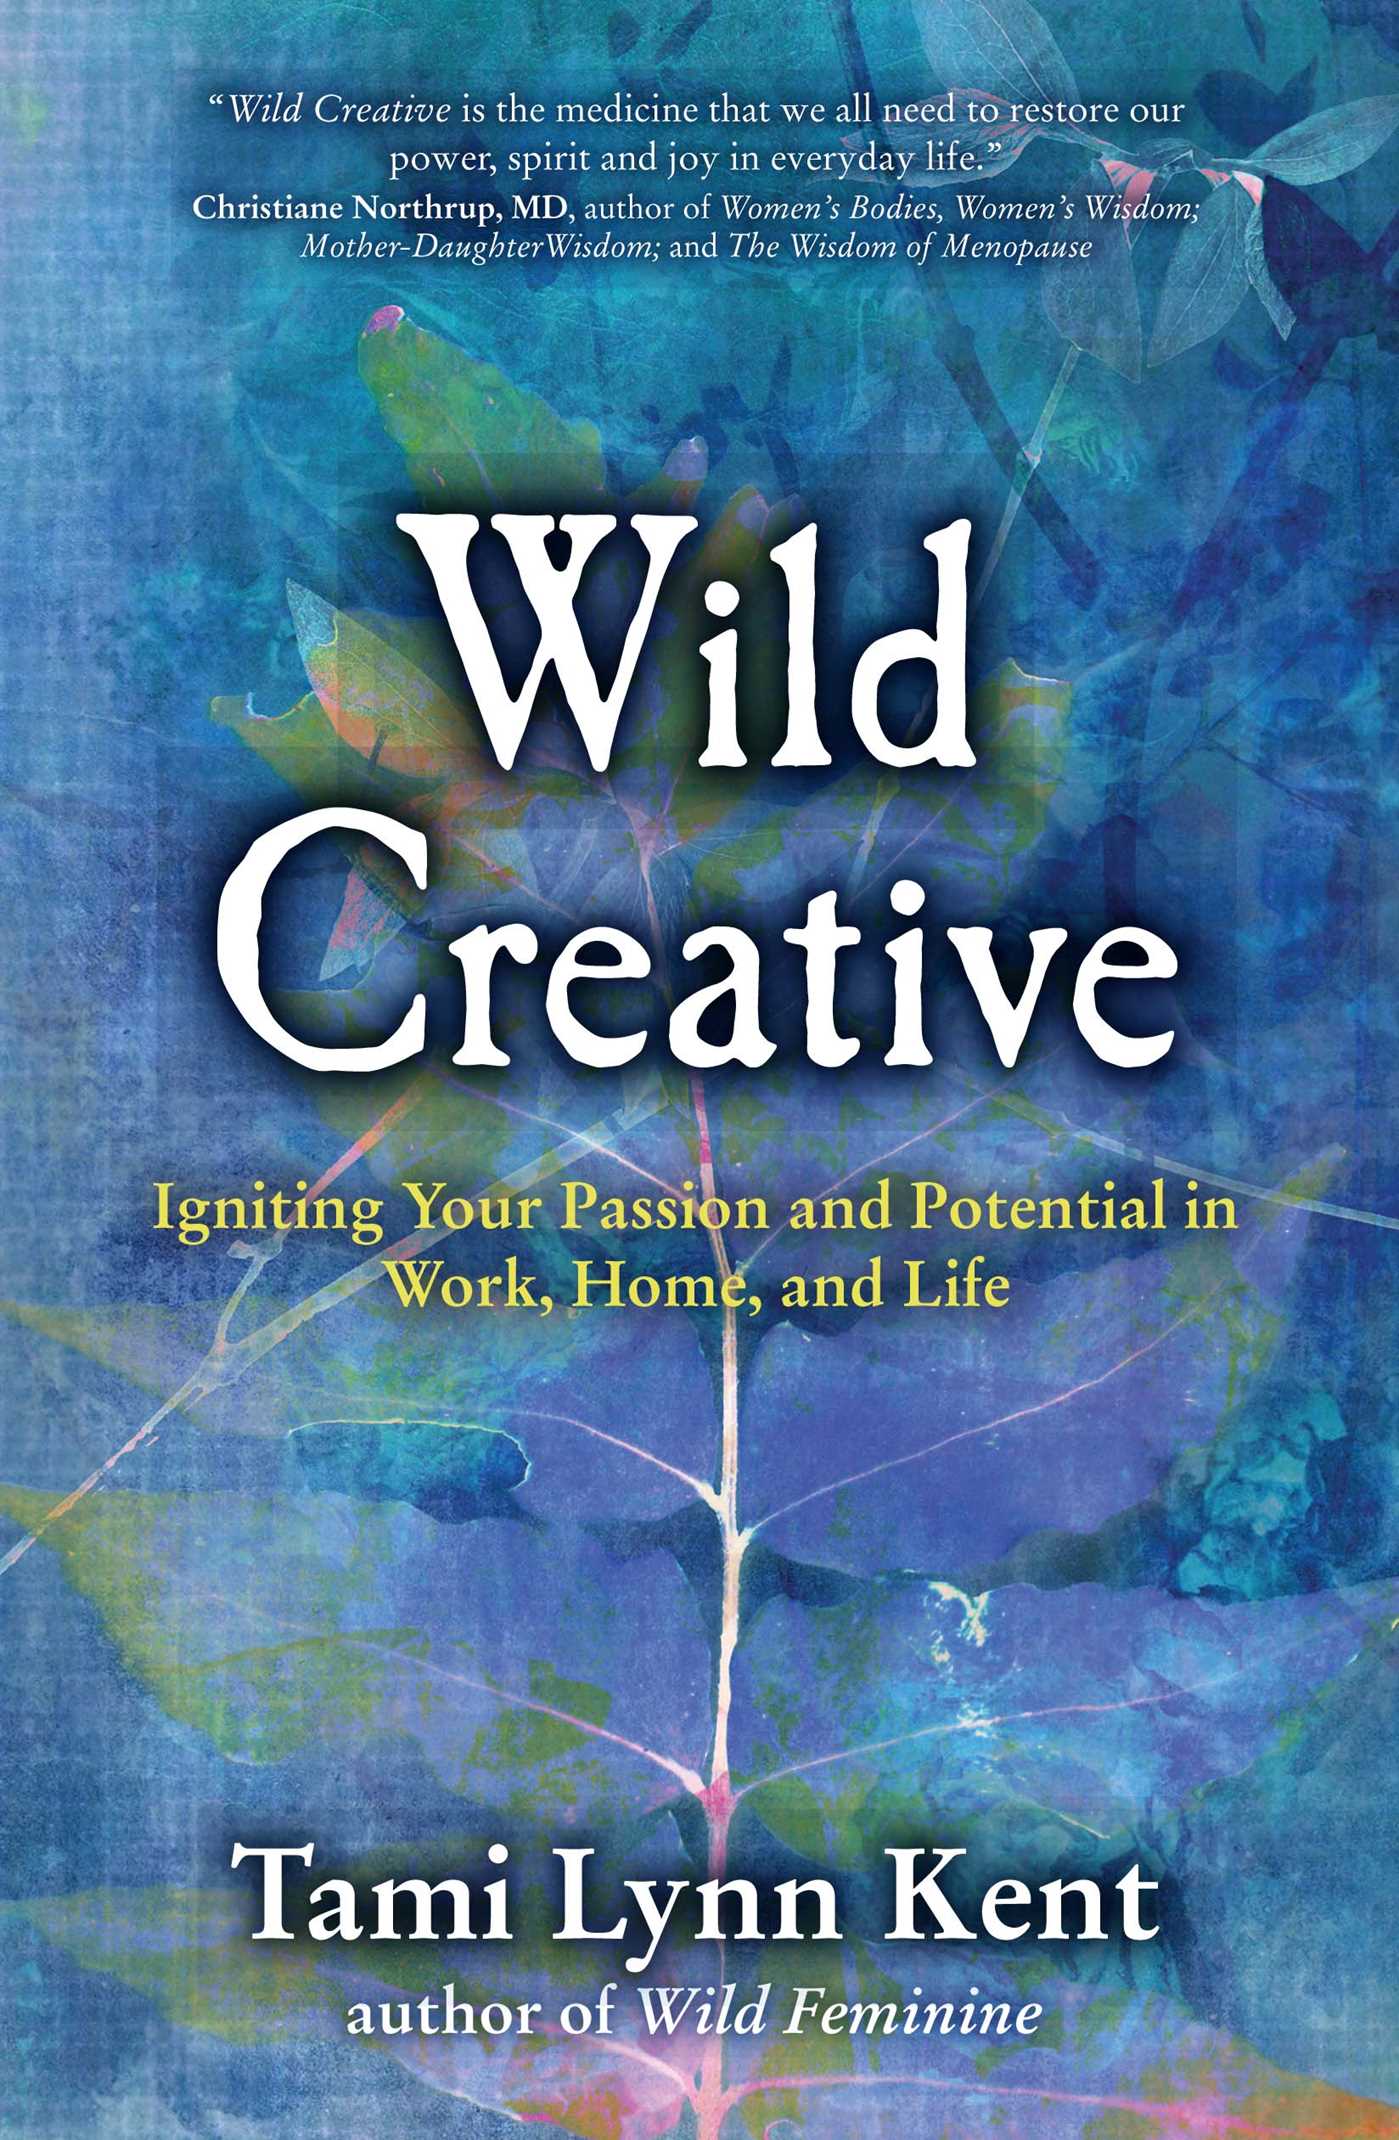 “Wild Creative is the medicine that we all need to restore our
power, spirit and joy in everyday life.”
Christiane Northrup, MD, author of Women’s Bodies, Women’s Wisdom;
Mother-DaughterWisdom; and The Wisdom of Menopause
Wild
Creative
Igniting Your Passion and Potential in
Work, Home, and Life
Tami Lynn Kent
author of Wild Feminine